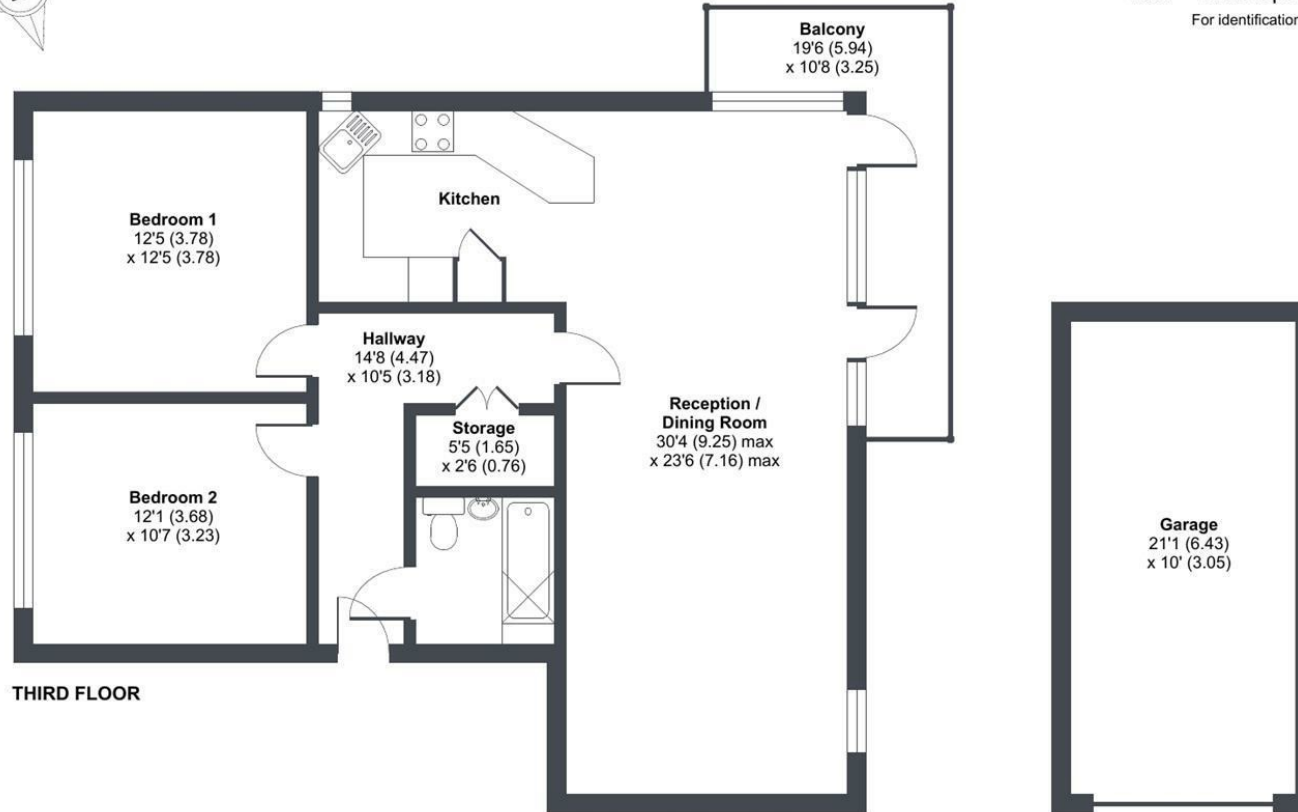 For identification
Balcony
19'6 (5.94)
x 10'8 (3.25)
Bedroom 1
12'5 (3.78)
x 12'5 (3.78)
Kitchen
Hallway
14'8 (4.47)
x 10'5 (3.18)
Storage
5'5 (1.65)
x 2'6 (0.76)
Reception /
Dining Room
30'4 (9.25) max
x 23'6 (7.16) max
Bedroom 2
12'1 (3.68)
x 10'7 (3.23)
Garage
21'1 (6.43)
x 10' (3.05)
THIRD FLOOR